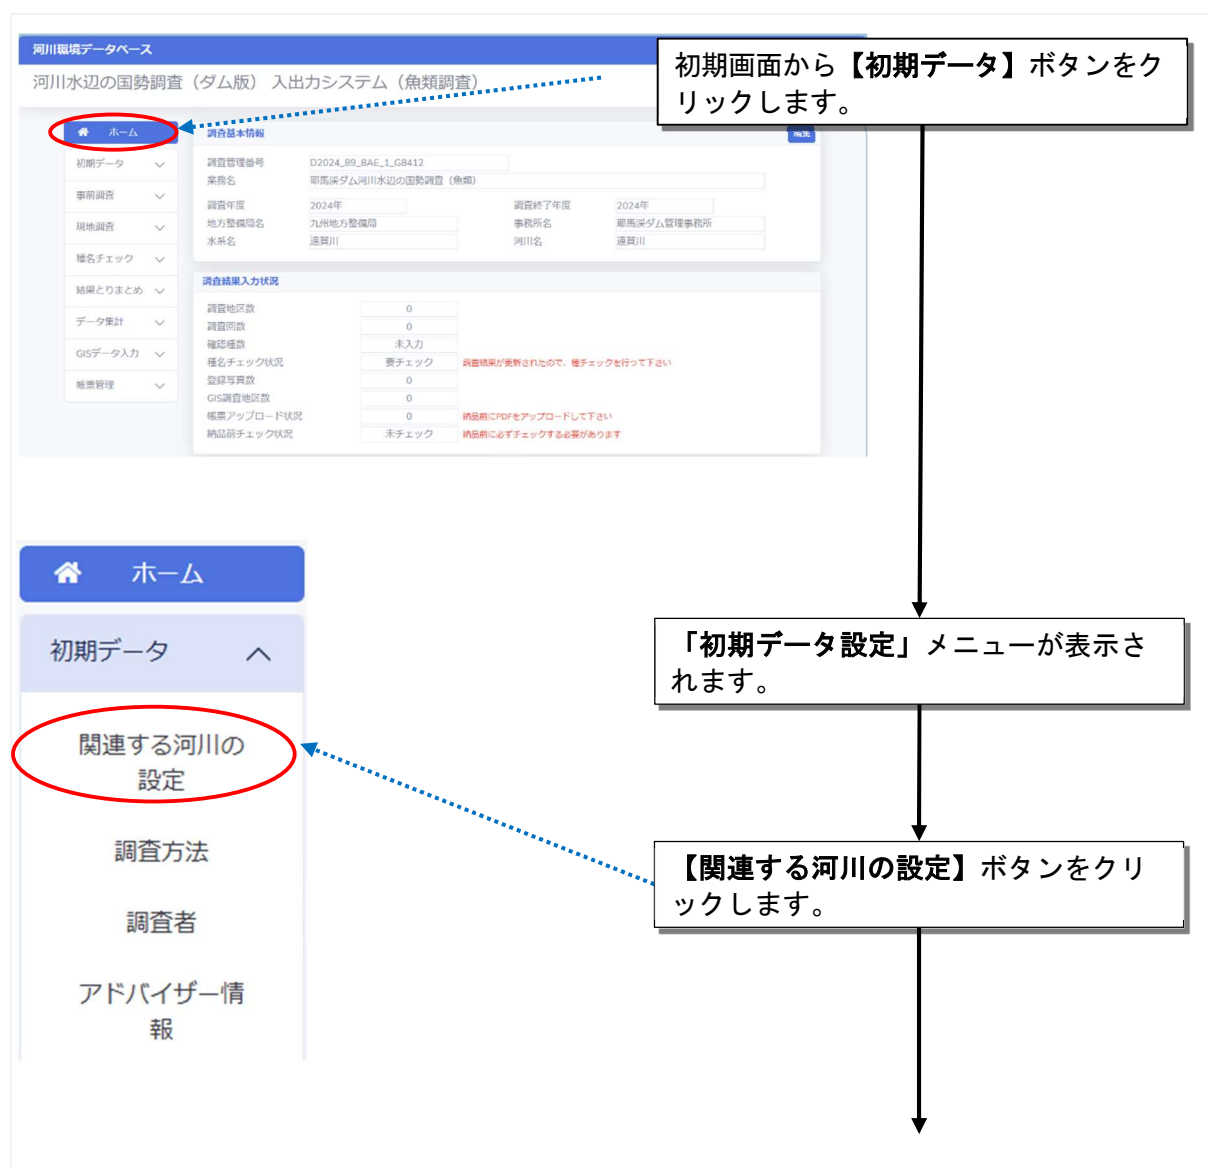 河川環境データベース
河川水辺の国勢調査（ダム版） 入出力システム（魚類調査）
初期画面から【初期データ】ボタンをク
リックします。
ホーム
初期データ
事前調査
現地調査
種名チェック
結果とりまとめ
データ集計
GISデータ入力
帳票管理
調査基本情報
編集
調査管理番号 D2024_89_8AE_1_G8412
業務名 耶馬渓ダム河川水辺の国勢調査（魚類）
調査年度 2024年 調査終了年度 2024年
地方整備局名 九州地方整備局 事務所名 耶馬渓ダム管理事務所
水系名 遠賀川 河川名 遠賀川
調査結果入力状況
調査地区数 0
調査回数 0
確認種数 未入力
種名チェック状況 要チェック 調査結果が更新されたので、種チェックを行って下さい
登録写真数 0
GIS調査地区数 0
帳票アップロード状況 0 納品前にPDFをアップロードして下さい
納品前チェック状況 未チェック 納品前に必ずチェックする必要があります
ホーム
初期データ
関連する河川の
設定
調査方法
調査者
アドバイザー情
報
「初期データ設定」メニューが表示さ
れます。
【関連する河川の設定】ボタンをクリ
ックします。